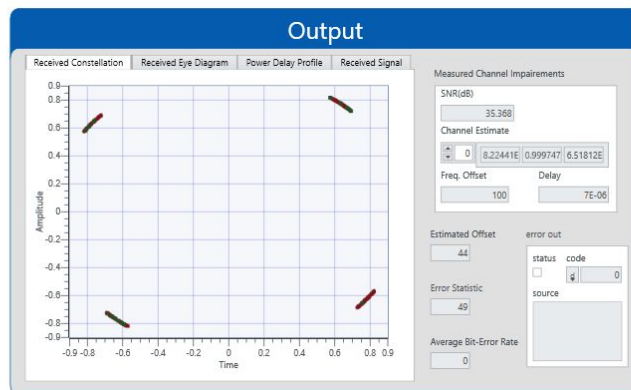 Output
Received Constellation Received Eye Diagram Power Delay Profile Received Signal
Measured Channel Impairements
SNR(dB)
35.368
Channel Estimate
0 8.22441E 0.999747 6.51812E
Freq. Offset Delay
100 7E-06
Estimated Offset
44
Error Statistic
49
Average Bit-Error Rate
0
error out
status code
d 0
source
Amplitude
0.9
0.8
0.6
0.4
0.2
0
-0.2
-0.4
-0.6
-0.8
-0.9
-0.9 -0.8 -0.6 -0.4 -0.2 0 0.2 0.4 0.6 0.8 0.9
Time